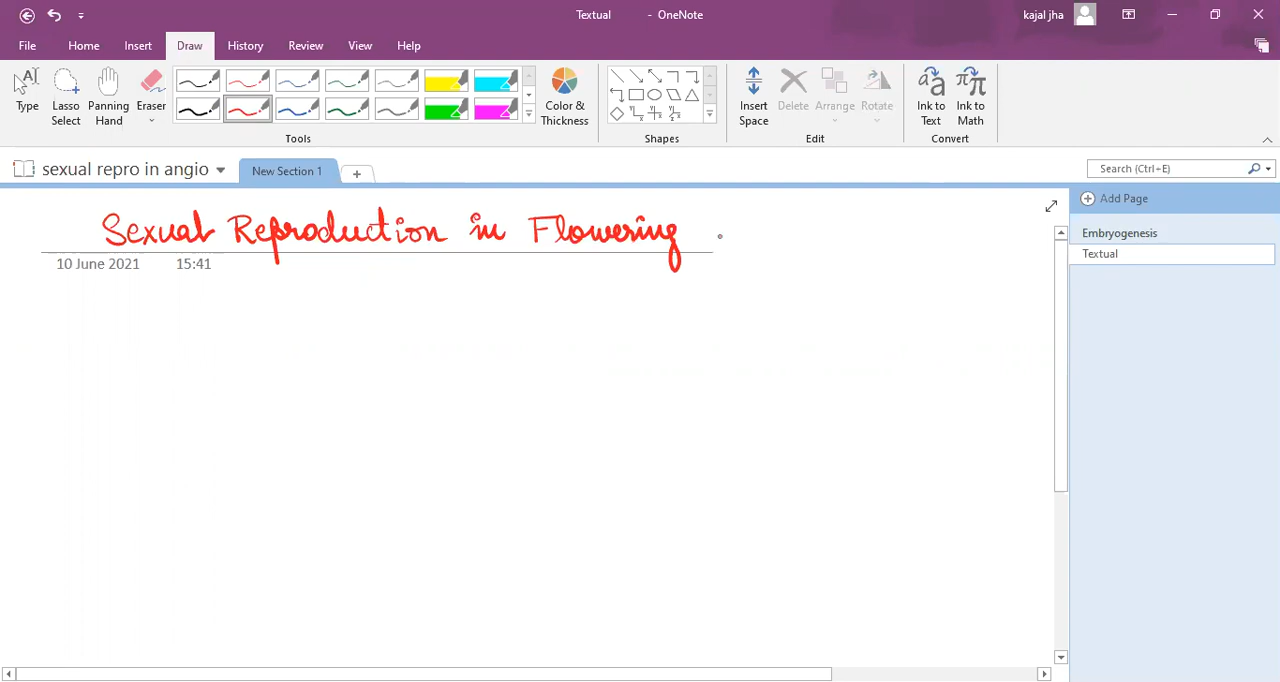 Textual - OneNote
kajal jha
File Home Insert Draw History Review View Help
Type Lasso Select Panning Hand Eraser Color & Thickness Insert Space Delete Arrange Rotate Ink to Text Ink to Math
Tools Shapes Edit Convert
sexual repro in angio New Section 1 + Search (Ctrl+E)
Add Page
Sexual Reproduction in Flowering
Embryogenesis
Textual
10 June 2021 15:41